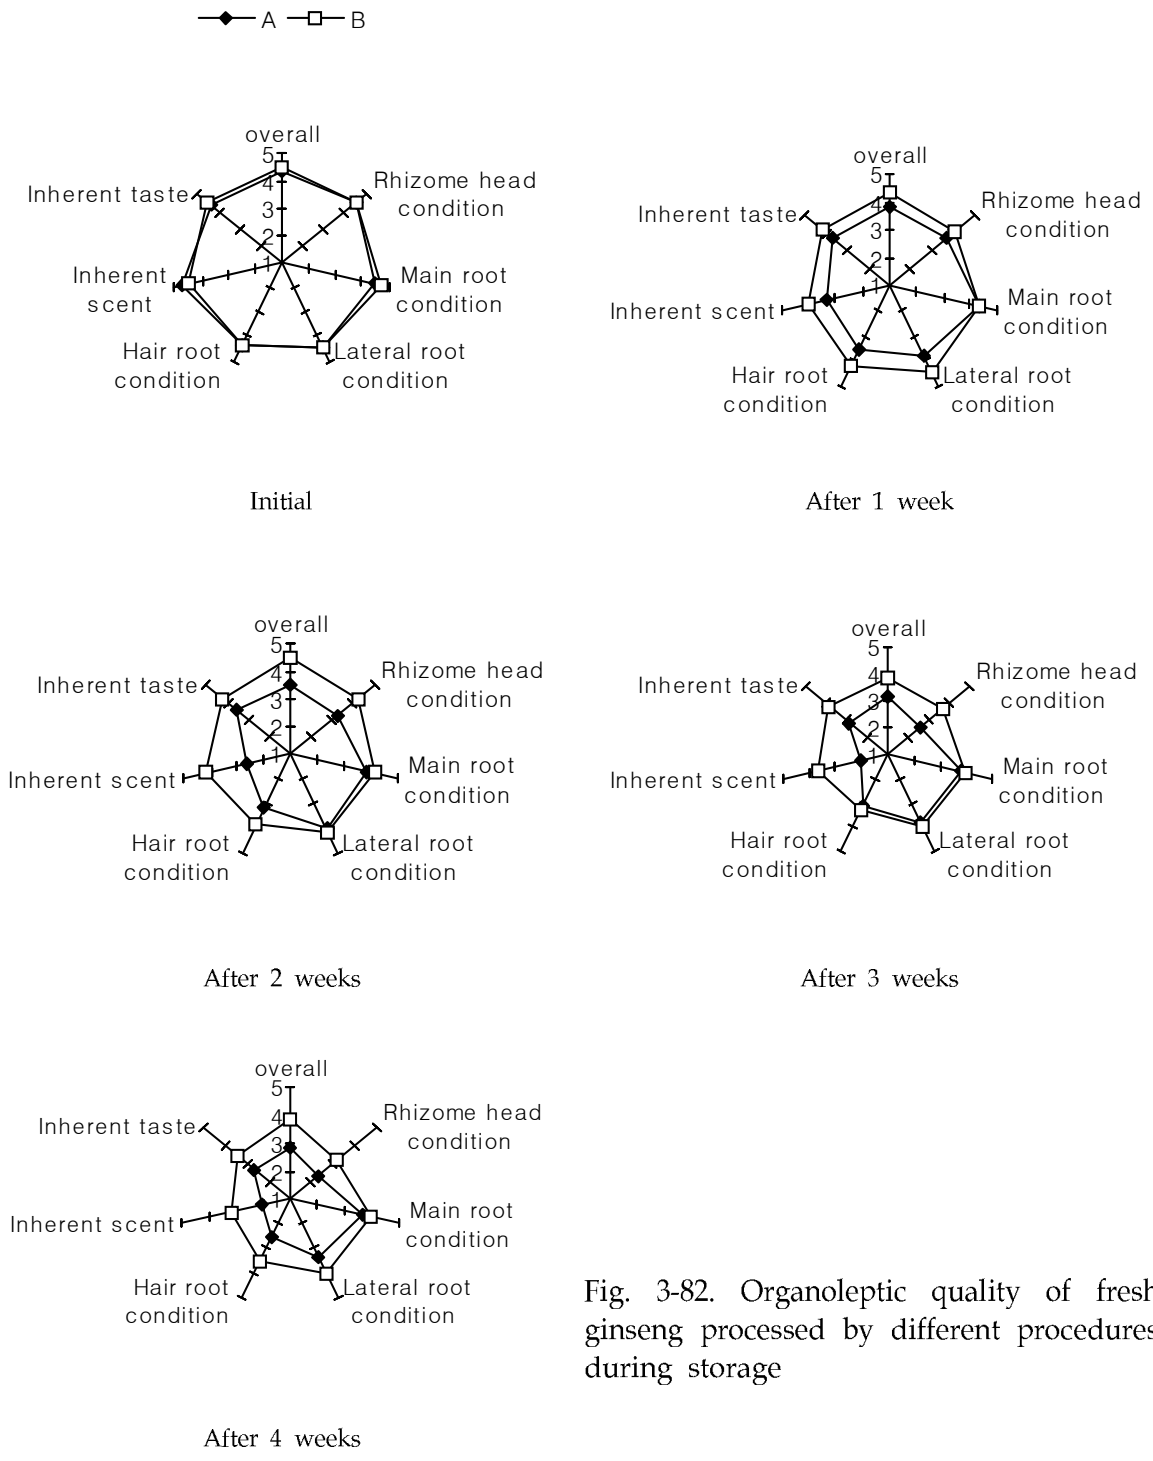 A B
overall
5
4
3
2
1
Rhizome head
condition
Main root
condition
Lateral root
condition
Hair root
condition
Inherent
scent
Inherent taste
Initial
overall
5
4
3
2
1
Rhizome head
condition
Main root
condition
Lateral root
condition
Hair root
condition
Inherent scent
Inherent taste
After 1 week
overall
5
4
3
2
1
Rhizome head
condition
Main root
condition
Lateral root
condition
Hair root
condition
Inherent scent
Inherent taste
After 2 weeks
overall
5
4
3
2
1
Rhizome head
condition
Main root
condition
Lateral root
condition
Hair root
condition
Inherent scent
Inherent taste
After 3 weeks
overall
5
4
3
2
1
Rhizome head
condition
Main root
condition
Lateral root
condition
Hair root
condition
Inherent scent
Inherent taste
After 4 weeks
Fig. 3-82. Organoleptic quality of fresh
ginseng processed by different procedures
during storage